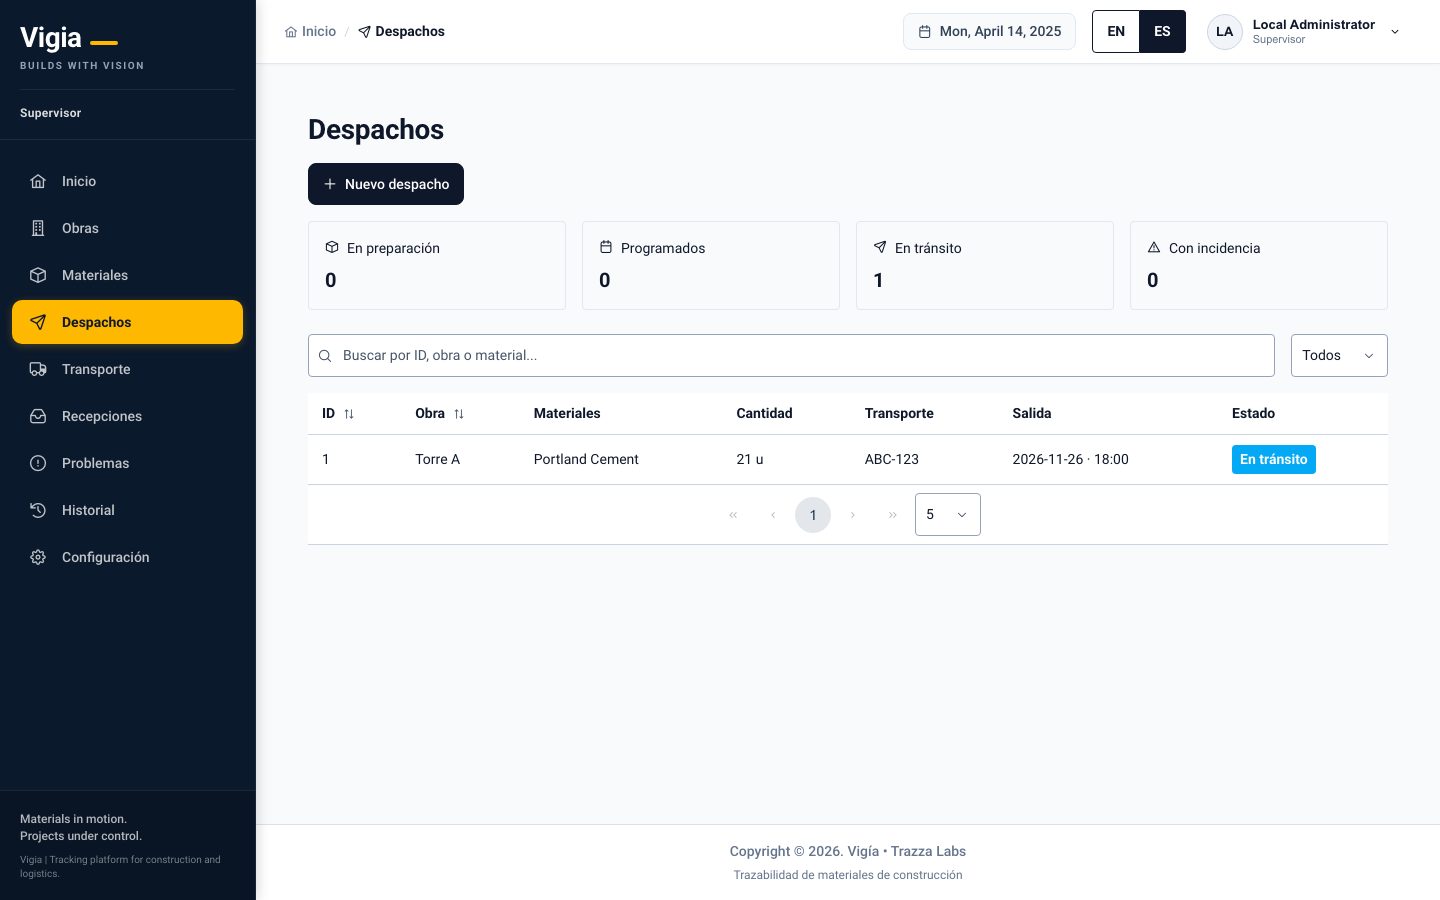 Vigia
BUILDS WITH VISION
Supervisor
Inicio
Obras
Materiales
Despachos
Transporte
Recepciones
Problemas
Historial
Configuración
Materials in motion.
Projects under control.
Vigia | Tracking platform for construction and
logistics.
Inicio / Despachos
Mon, April 14, 2025
EN ES
LA
Local Administrator
Supervisor
Despachos
Nuevo despacho
En preparación
0
Programados
0
En tránsito
1
Con incidencia
0
Buscar por ID, obra o material...
Todos
ID Obra Materiales Cantidad Transporte Salida Estado
1 Torre A Portland Cement 21 u ABC-123 2026-11-26 · 18:00 En tránsito
« ‹ 1 › » 5
Copyright © 2026. Vigía • Trazza Labs
Trazabilidad de materiales de construcción